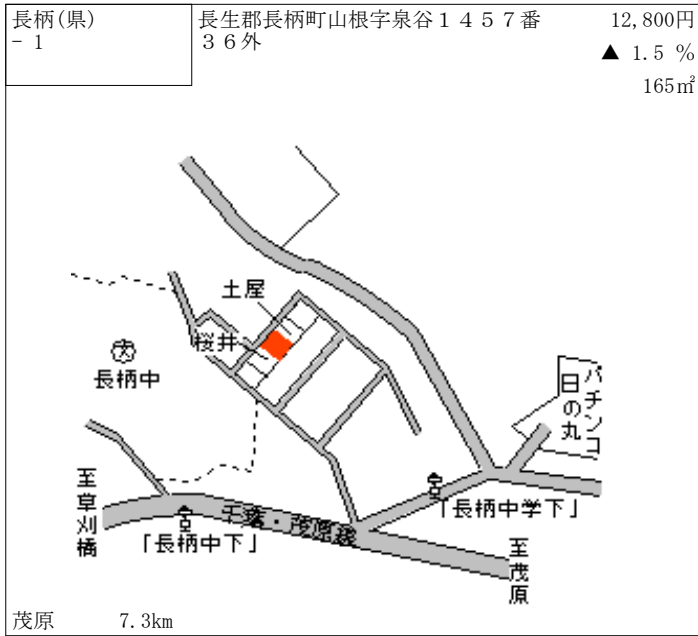 長柄(県)
- 1
長生郡長柄町山根字泉谷１４５７番
３６外
12,800円
▲ 1.5 %
165㎡
土屋
桜井
長柄中
パチンコ
日の丸
至草刈橋
千葉・茂原線
「長柄中学下」
「長柄中下」
至茂原
茂原 7.3km